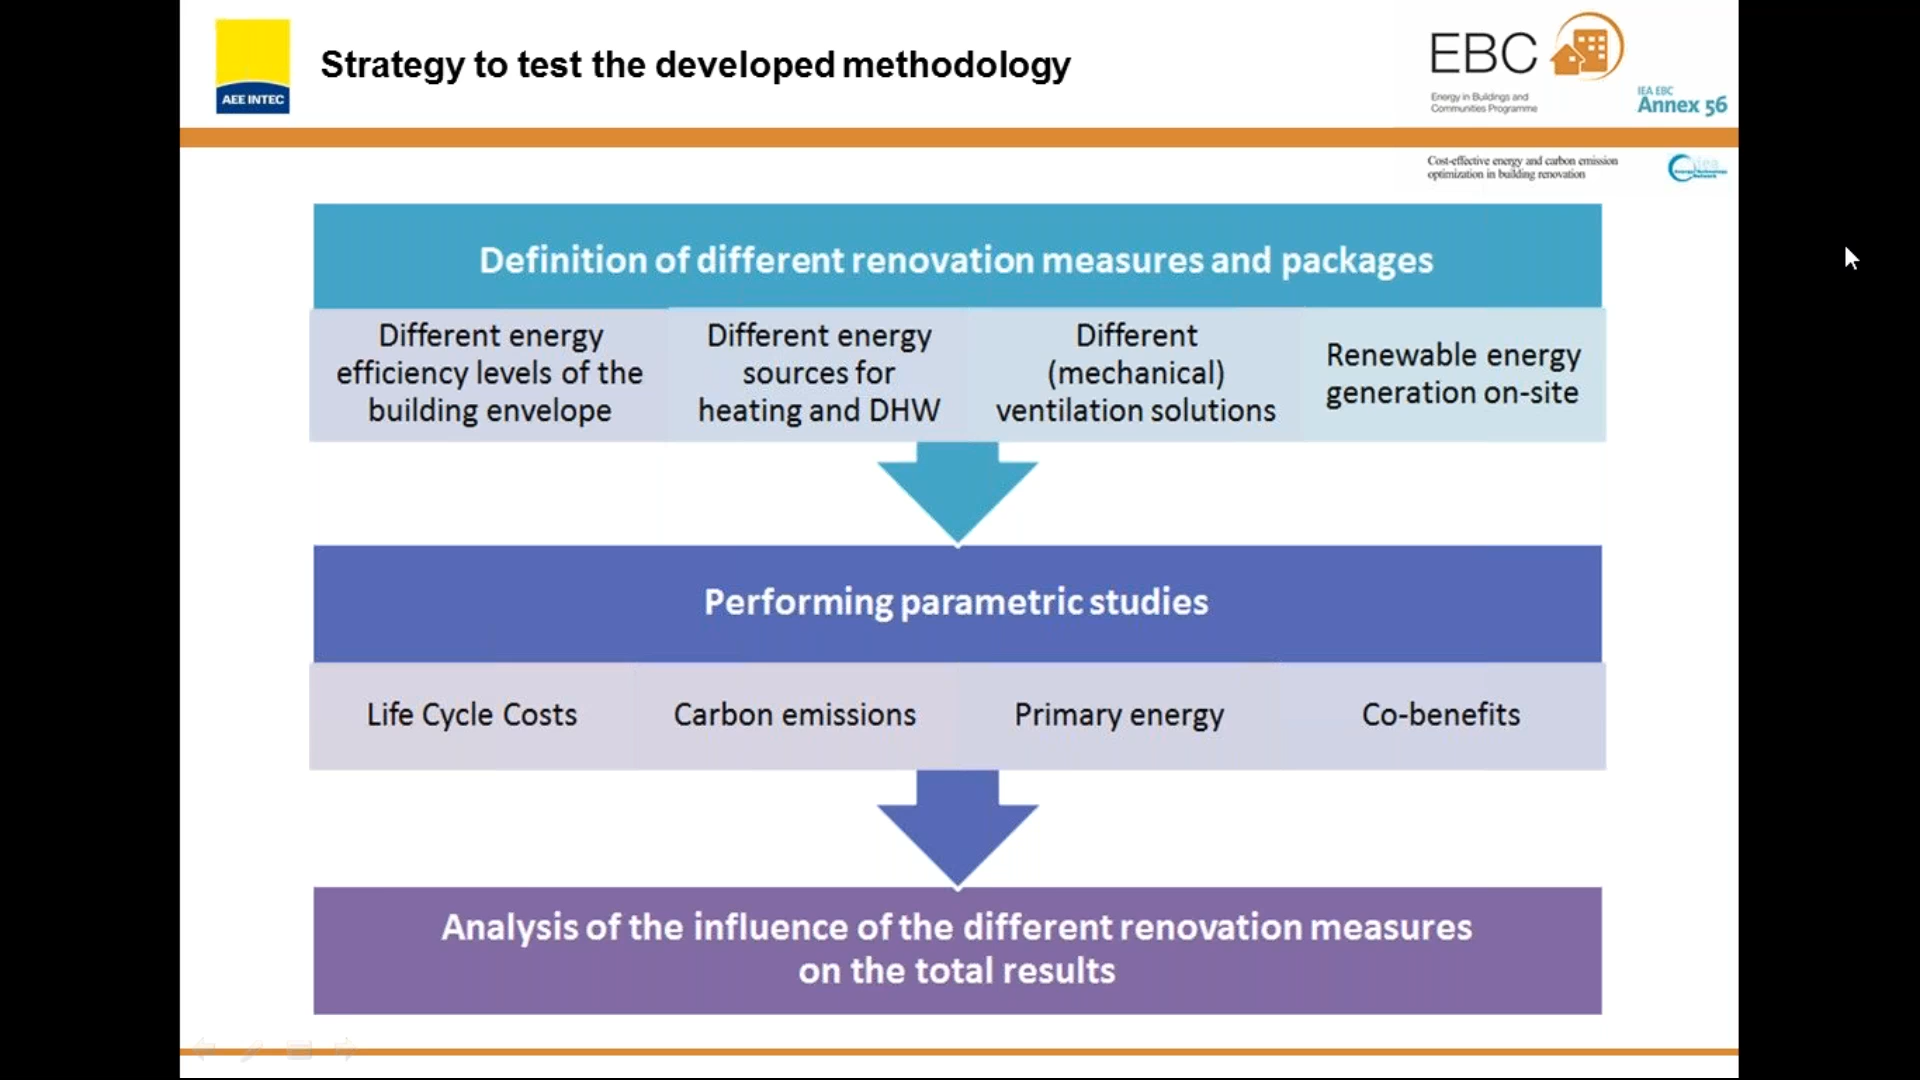 AEE INTEC
Strategy to test the developed methodology
EBC
Energy in Buildings and
Communities Programme
IEA EBC
Annex 56
Cost-effective energy and carbon emission
optimization in building renovation
Definition of different renovation measures and packages
Different energy
efficiency levels of the
building envelope
Different energy
sources for
heating and DHW
Different
(mechanical)
ventilation solutions
Renewable energy
generation on-site
Performing parametric studies
Life Cycle Costs
Carbon emissions
Primary energy
Co-benefits
Analysis of the influence of the different renovation measures
on the total results